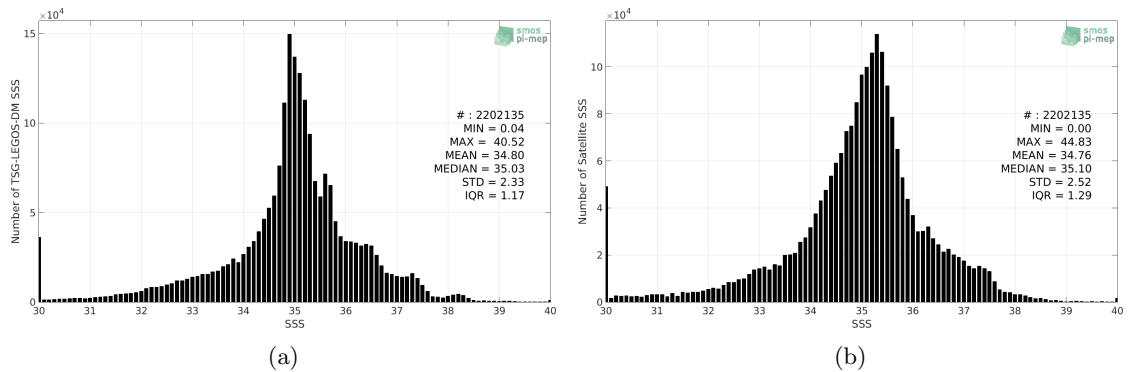 ×10⁴
15
10
5
0
30 31 32 33 34 35 36 37 38 39 40
SSS
Number of TSG-LEGOS-DM SSS
smos
pi-mep
# : 2202135
MIN = 0.04
MAX = 40.52
MEAN = 34.80
MEDIAN = 35.03
STD = 2.33
IQR = 1.17
(a)
×10⁴
10
8
6
4
2
0
30 31 32 33 34 35 36 37 38 39 40
SSS
Number of Satellite SSS
smos
pi-mep
# : 2202135
MIN = 0.00
MAX = 44.83
MEAN = 34.76
MEDIAN = 35.10
STD = 2.52
IQR = 1.29
(b)